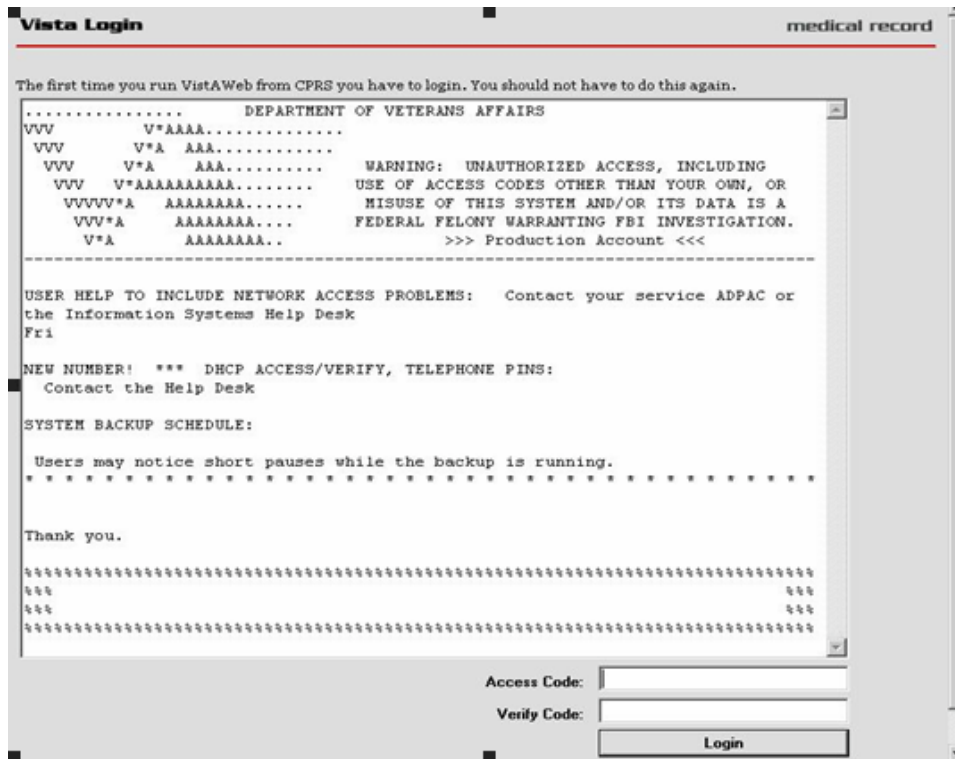 Vista Login
medical record
The first time you run VistAWeb from CPRS you have to login. You should not have to do this again.
................ DEPARTMENT OF VETERANS AFFAIRS
VVV V*AAAA..............
VVV V*A AAA............
VVV V*A AAA.......... WARNING: UNAUTHORIZED ACCESS, INCLUDING
VVV V*AAAAAAAAAA........ USE OF ACCESS CODES OTHER THAN YOUR OWN, OR
VVVVV*A AAAAAAAA...... MISUSE OF THIS SYSTEM AND/OR ITS DATA IS A
VVV*A AAAAAAAA.... FEDERAL FELONY WARRANTING FBI INVESTIGATION.
V*A AAAAAAAA.. >>> Production Account <<<
-------------------------------------------------------------------------------
USER HELP TO INCLUDE NETWORK ACCESS PROBLEMS: Contact your service ADPAC or
the Information Systems Help Desk
Fri
NEW NUMBER! *** DHCP ACCESS/VERIFY, TELEPHONE PINS:
Contact the Help Desk
SYSTEM BACKUP SCHEDULE:
Users may notice short pauses while the backup is running.
* * * * * * * * * * * * * * * * * * * * * * * * * * * * * * * * * * * * * * * *
Thank you.
%%%%%%%%%%%%%%%%%%%%%%%%%%%%%%%%%%%%%%%%%%%%%%%%%%%%%%%%%%%%%%%%%%%%%%%%%%%%%%%
%%% %%%
%%% %%%
%%%%%%%%%%%%%%%%%%%%%%%%%%%%%%%%%%%%%%%%%%%%%%%%%%%%%%%%%%%%%%%%%%%%%%%%%%%%%%%
Access Code:
Verify Code:
Login